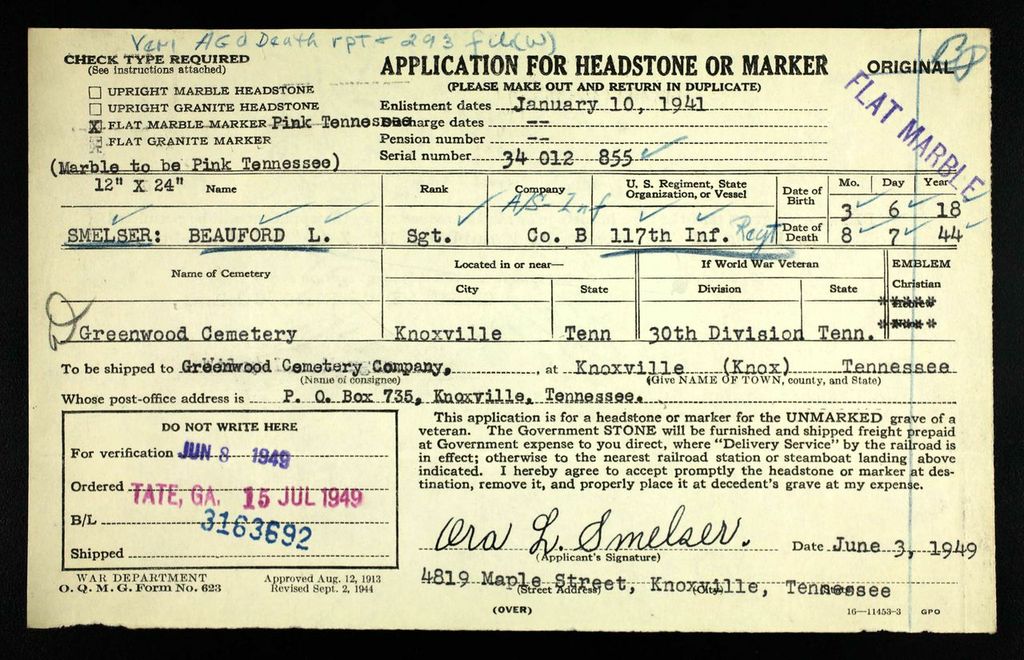 Veri AGO Death rpt - 293 file (W)
CHECK TYPE REQUIRED
(See instructions attached)
UPRIGHT MARBLE HEADSTONE
UPRIGHT GRANITE HEADSTONE
X FLAT MARBLE MARKER Pink Tennessee
FLAT GRANITE MARKER
(Marble to be Pink Tennessee)
12" X 24"
APPLICATION FOR HEADSTONE OR MARKER
(PLEASE MAKE OUT AND RETURN IN DUPLICATE)
ORIGINAL
FLAT MARBLE
Enlistment dates January 10, 1941
Discharge dates --
Pension number --
Serial number 34 012 855
Name Rank Company U. S. Regiment, State Organization, or Vessel
Date of Birth Mo. 3 Day 6 Year 18
A/S- Inf
SMELSER: BEAUFORD L. Sgt. Co. B 117th Inf. Regt
Date of Death 8 7 44
Name of Cemetery Located in or near— If World War Veteran EMBLEM
City State Division State
Christian
Hebrew
None
Greenwood Cemetery Knoxville Tenn 30th Division Tenn.
To be shipped to Greenwood Cemetery Company, at Knoxville (Knox) Tennessee
(Name of consignee) (Give NAME OF TOWN, county, and State)
Whose post-office address is P. O. Box 735, Knoxville, Tennessee.
DO NOT WRITE HERE
For verification JUN 8 1949
Ordered TATE, GA. 15 JUL 1949
B/L 3163692
Shipped
This application is for a headstone or marker for the UNMARKED grave of a
veteran. The Government STONE will be furnished and shipped freight prepaid
at Government expense to you direct, where "Delivery Service" by the railroad is
in effect; otherwise to the nearest railroad station or steamboat landing above
indicated. I hereby agree to accept promptly the headstone or marker at des-
tination, remove it, and properly place it at decedent's grave at my expense.
Ora L. Smelser. Date June 3, 1949
(Applicant's Signature)
4819 Maple Street, Knoxville, Tennessee
(Street Address) (City) (State)
WAR DEPARTMENT
O. Q. M. G. Form No. 623
Approved Aug. 12, 1913
Revised Sept. 2, 1944
(OVER)
16—11453-3 GPO